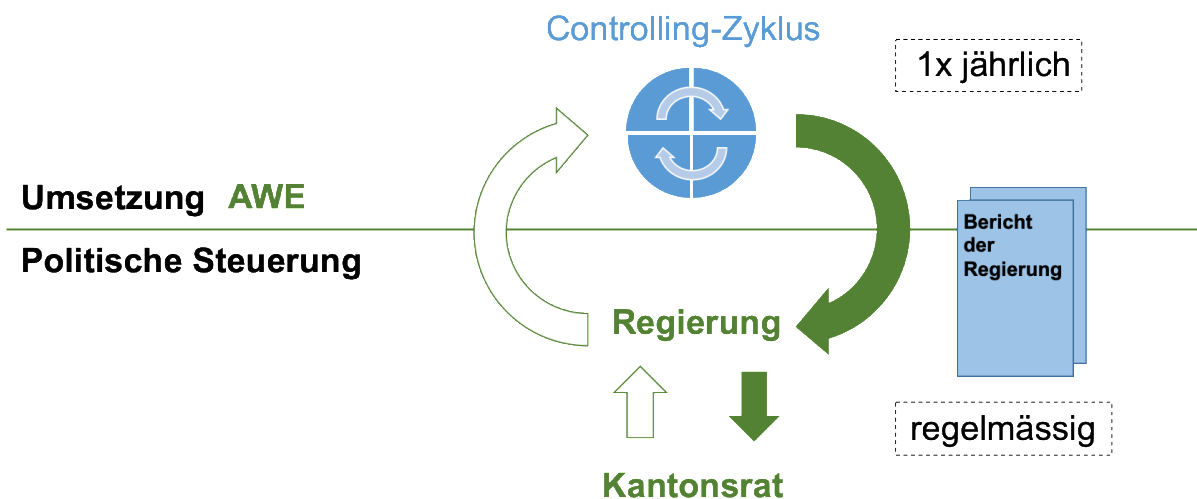 Controlling-Zyklus
1x jährlich
Umsetzung AWE
Politische Steuerung
Bericht
der
Regierung
Regierung
regelmässig
Kantonsrat